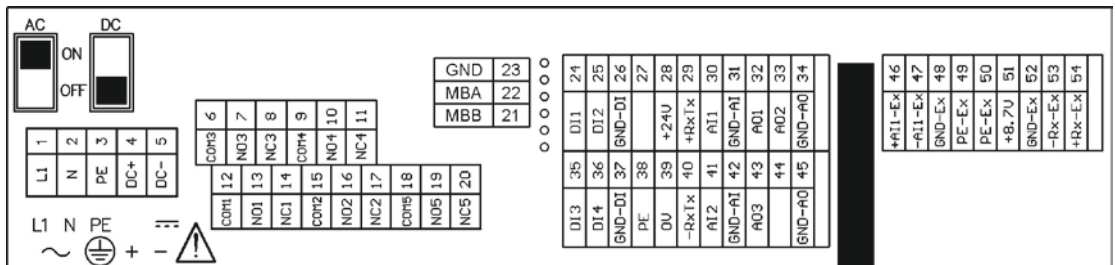 AC DC
ON
OFF
1 2 3 4 5
L1 N PE DC+ DC-
L1 N PE
+ -
6 7 8 9 10 11
COM3 NO3 NC3 COM4 NO4 NC4
12 13 14 15 16 17 18 19 20
COM1 NO1 NC1 COM2 NO2 NC2 COM5 NO5 NC5
GND 23
MBA 22
MBB 21
24 25 26 27 28 29 30 31 32 33 34
DI1 DI2 GND-DI +24V +RxTx AI1 GND-AI AO1 AO2 GND-AO
35 36 37 38 39 40 41 42 43 44 45
DI3 DI4 GND-DI PE 0V -RxTx AI2 GND-AI AO3 GND-AO
46 47 48 49 50 51 52 53 54
+AI1-Ex -AI1-Ex GND-Ex PE-Ex PE-Ex +8,7V GND-Ex -Rx-Ex +Rx-Ex